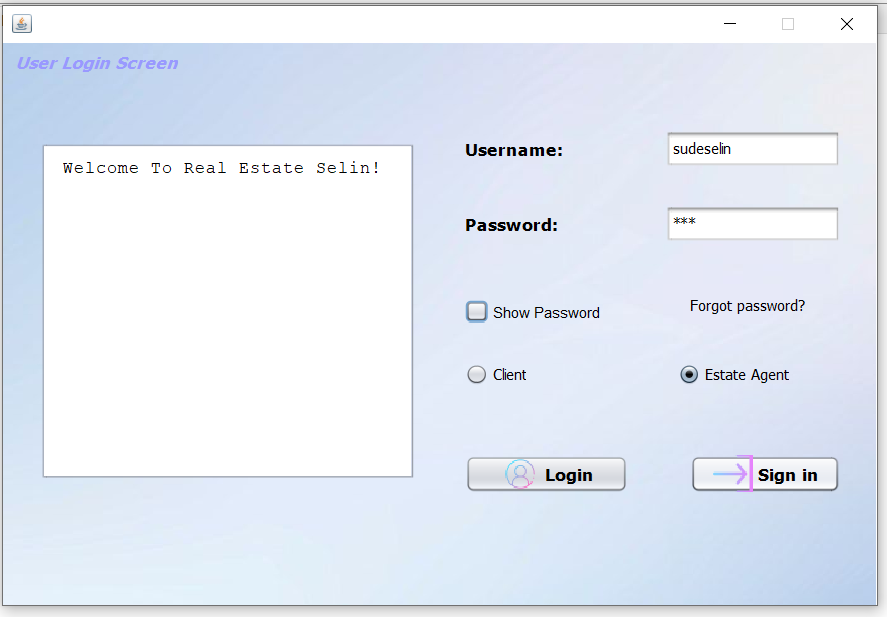 User Login Screen
Welcome To Real Estate Selin!
Username:
sudeselin
Password:
***
Show Password
Forgot password?
Client
Estate Agent
Login
Sign in